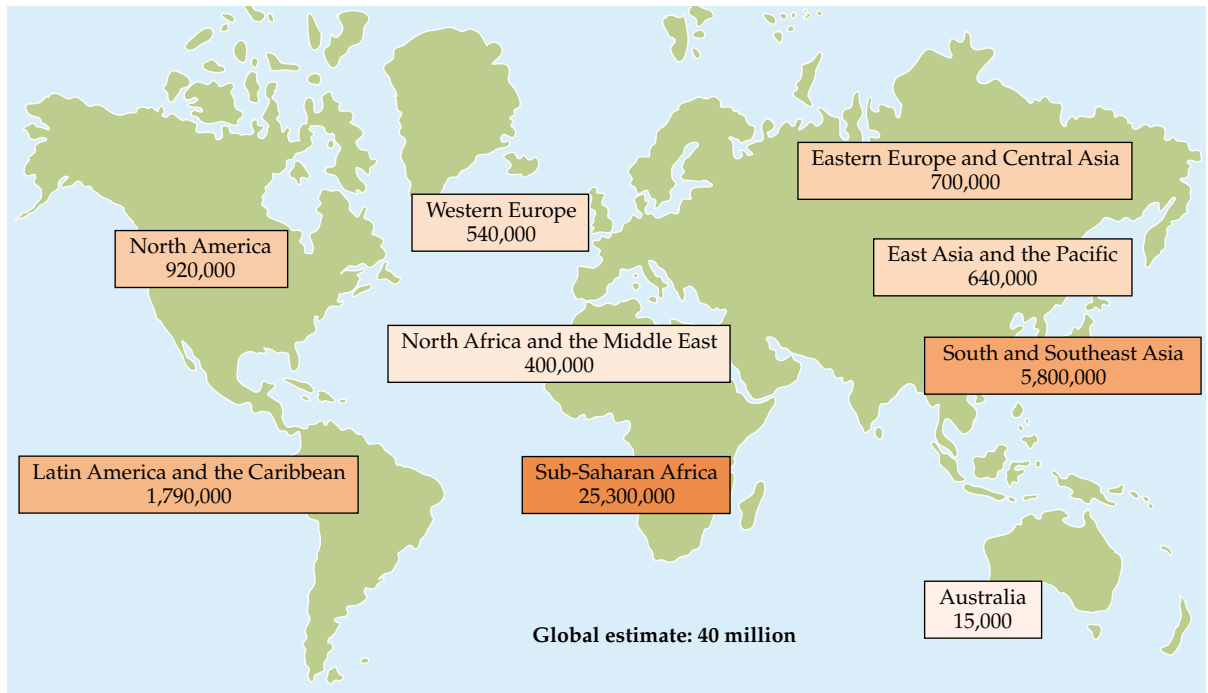 Eastern Europe and Central Asia
700,000
Western Europe
540,000
North America
920,000
East Asia and the Pacific
640,000
North Africa and the Middle East
400,000
South and Southeast Asia
5,800,000
Latin America and the Caribbean
1,790,000
Sub-Saharan Africa
25,300,000
Australia
15,000
Global estimate: 40 million